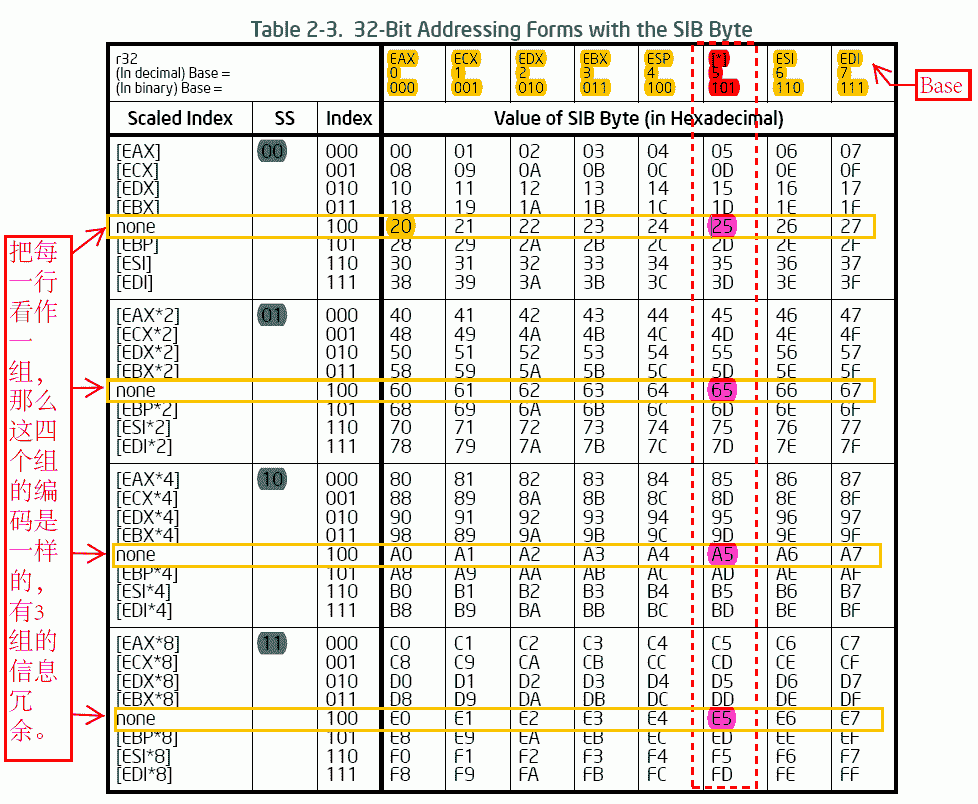 Table 2-3. 32-Bit Addressing Forms with the SIB Byte
r32 EAX ECX EDX EBX ESP [*] ESI EDI
(In decimal) Base = 0 1 2 3 4 5 6 7
(In binary) Base = 000 001 010 011 100 101 110 111
Base
Scaled Index SS Index Value of SIB Byte (in Hexadecimal)
[EAX] 00 000 00 01 02 03 04 05 06 07
[ECX] 001 08 09 0A 0B 0C 0D 0E 0F
[EDX] 010 10 11 12 13 14 15 16 17
[EBX] 011 18 19 1A 1B 1C 1D 1E 1F
none 100 20 21 22 23 24 25 26 27
[EBP] 101 28 29 2A 2B 2C 2D 2E 2F
[ESI] 110 30 31 32 33 34 35 36 37
[EDI] 111 38 39 3A 3B 3C 3D 3E 3F
[EAX*2] 01 000 40 41 42 43 44 45 46 47
[ECX*2] 001 48 49 4A 4B 4C 4D 4E 4F
[EDX*2] 010 50 51 52 53 54 55 56 57
[EBX*2] 011 58 59 5A 5B 5C 5D 5E 5F
none 100 60 61 62 63 64 65 66 67
[EBP*2] 101 68 69 6A 6B 6C 6D 6E 6F
[ESI*2] 110 70 71 72 73 74 75 76 77
[EDI*2] 111 78 79 7A 7B 7C 7D 7E 7F
[EAX*4] 10 000 80 81 82 83 84 85 86 87
[ECX*4] 001 88 89 8A 8B 8C 8D 8E 8F
[EDX*4] 010 90 91 92 93 94 95 96 97
[EBX*4] 011 98 89 9A 9B 9C 9D 9E 9F
none 100 A0 A1 A2 A3 A4 A5 A6 A7
[EBP*4] 101 A8 A9 AA AB AC AD AE AF
[ESI*4] 110 B0 B1 B2 B3 B4 B5 B6 B7
[EDI*4] 111 B8 B9 BA BB BC BD BE BF
[EAX*8] 11 000 C0 C1 C2 C3 C4 C5 C6 C7
[ECX*8] 001 C8 C9 CA CB CC CD CE CF
[EDX*8] 010 D0 D1 D2 D3 D4 D5 D6 D7
[EBX*8] 011 D8 D9 DA DB DC DD DE DF
none 100 E0 E1 E2 E3 E4 E5 E6 E7
[EBP*8] 101 E8 E9 EA EB EC ED EE EF
[ESI*8] 110 F0 F1 F2 F3 F4 F5 F6 F7
[EDI*8] 111 F8 F9 FA FB FC FD FE FF
把每
一行
看作
一
组，
那么
这四
个组
的编
码是
一样
的，
有3
组的
信息
冗
余。